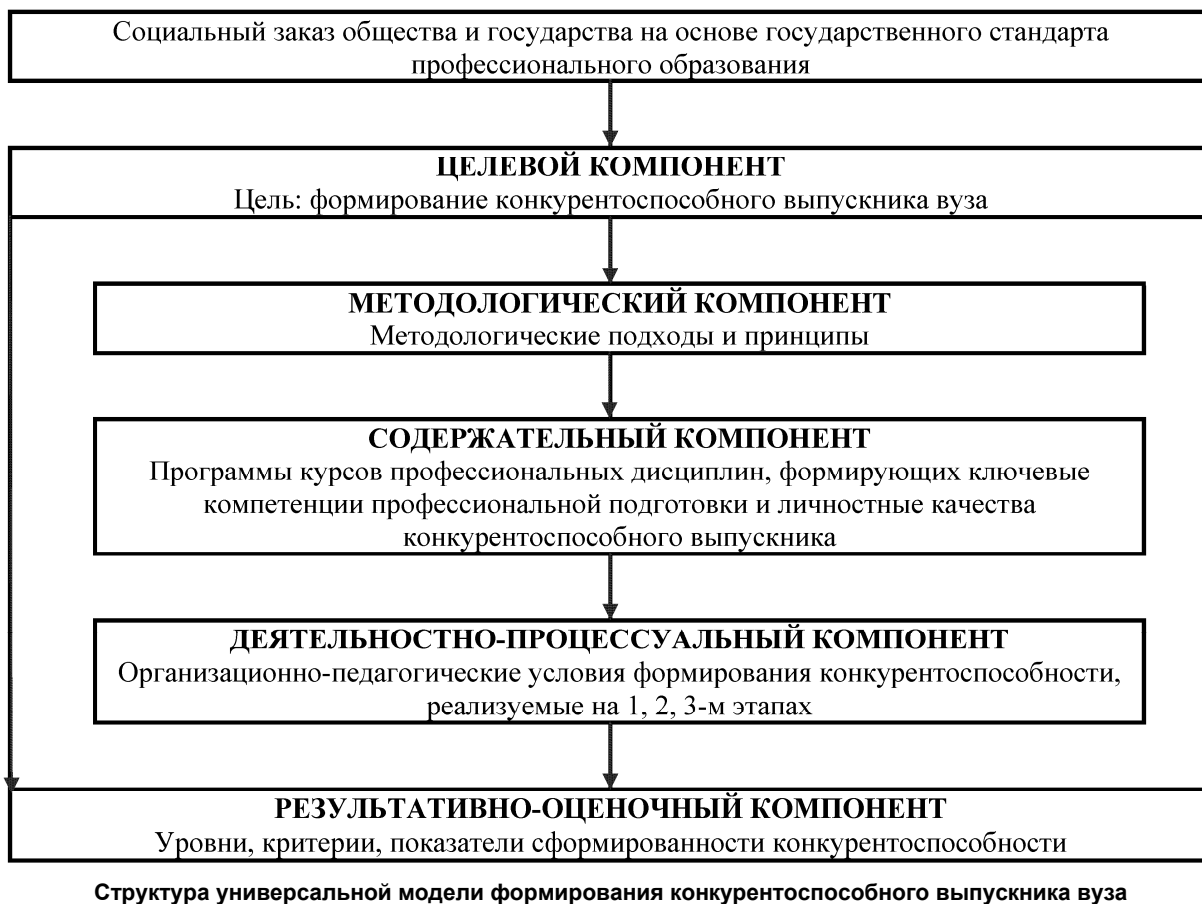 Социальный заказ общества и государства на основе государственного стандарта
профессионального образования
ЦЕЛЕВОЙ КОМПОНЕНТ
Цель: формирование конкурентоспособного выпускника вуза
МЕТОДОЛОГИЧЕСКИЙ КОМПОНЕНТ
Методологические подходы и принципы
СОДЕРЖАТЕЛЬНЫЙ КОМПОНЕНТ
Программы курсов профессиональных дисциплин, формирующих ключевые
компетенции профессиональной подготовки и личностные качества
конкурентоспособного выпускника
ДЕЯТЕЛЬНОСТНО-ПРОЦЕССУАЛЬНЫЙ КОМПОНЕНТ
Организационно-педагогические условия формирования конкурентоспособности,
реализуемые на 1, 2, 3-м этапах
РЕЗУЛЬТАТИВНО-ОЦЕНОЧНЫЙ КОМПОНЕНТ
Уровни, критерии, показатели сформированности конкурентоспособности
Структура универсальной модели формирования конкурентоспособного выпускника вуза